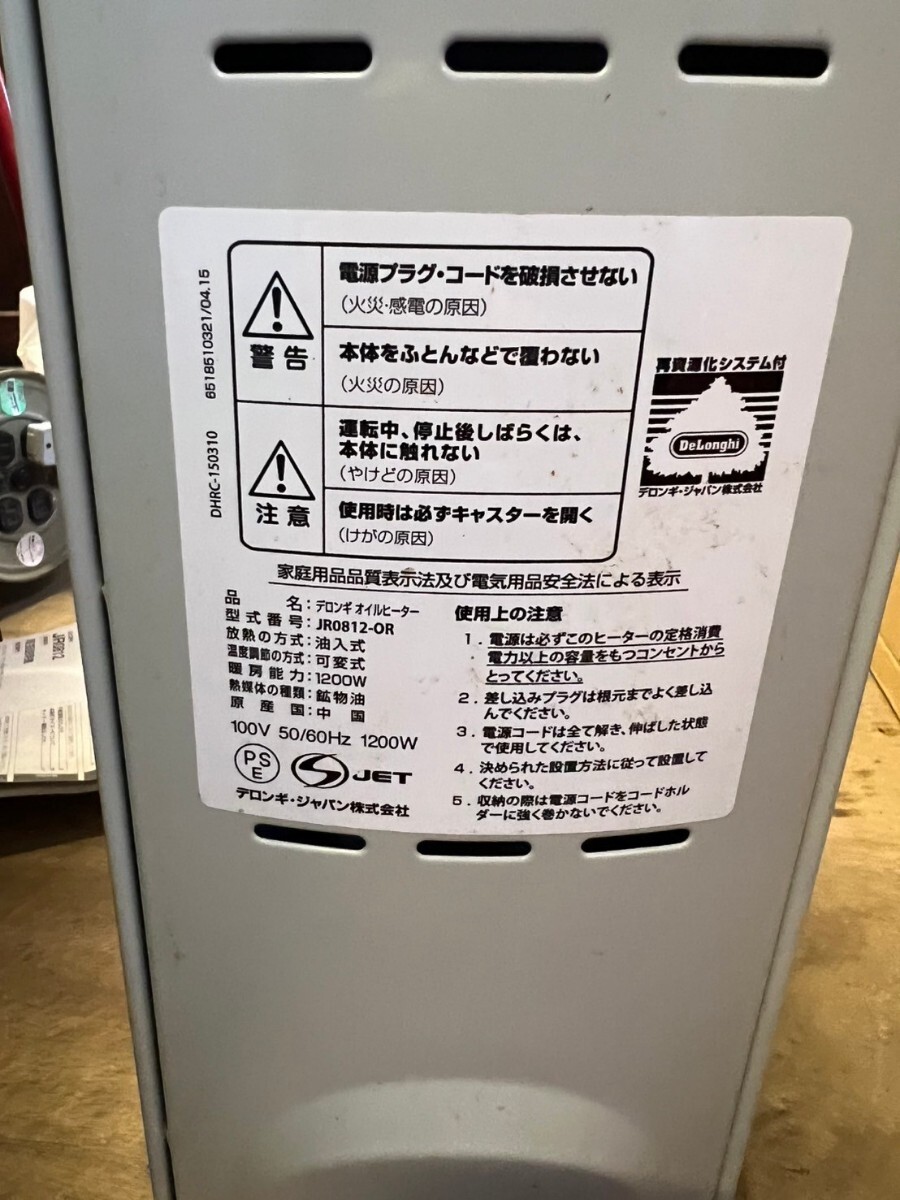 6518510321/04.15
DHRC-150310
警告
電源プラグ・コードを破損させない
(火災・感電の原因)
本体をふとんなどで覆わない
(火災の原因)
注意
運転中、停止後しばらくは、
本体に触れない
(やけどの原因)
使用時は必ずキャスターを開く
(けがの原因)
再資源化システム付
DeLonghi
デロンギ・ジャパン株式会社
家庭用品品質表示法及び電気用品安全法による表示
品名:デロンギ オイルヒーター
型式番号:JR0812-OR
放熱の方式:油入式
温度調節の方式:可変式
暖房能力:1200W
熱媒体の種類:鉱物油
原産国:中国
100V 50/60Hz 1200W
PSE
JET
デロンギ・ジャパン株式会社
使用上の注意
1. 電源は必ずこのヒーターの定格消費
電力以上の容量をもつコンセントから
とってください。
2. 差し込みプラグは根元までよく差し込
んでください。
3. 電源コードは全て解き、伸ばした状態
で使用してください。
4. 決められた設置方法に従って設置して
ください。
5. 収納の際は電源コードをコードホル
ダーに強く巻かないでください。
JR0812